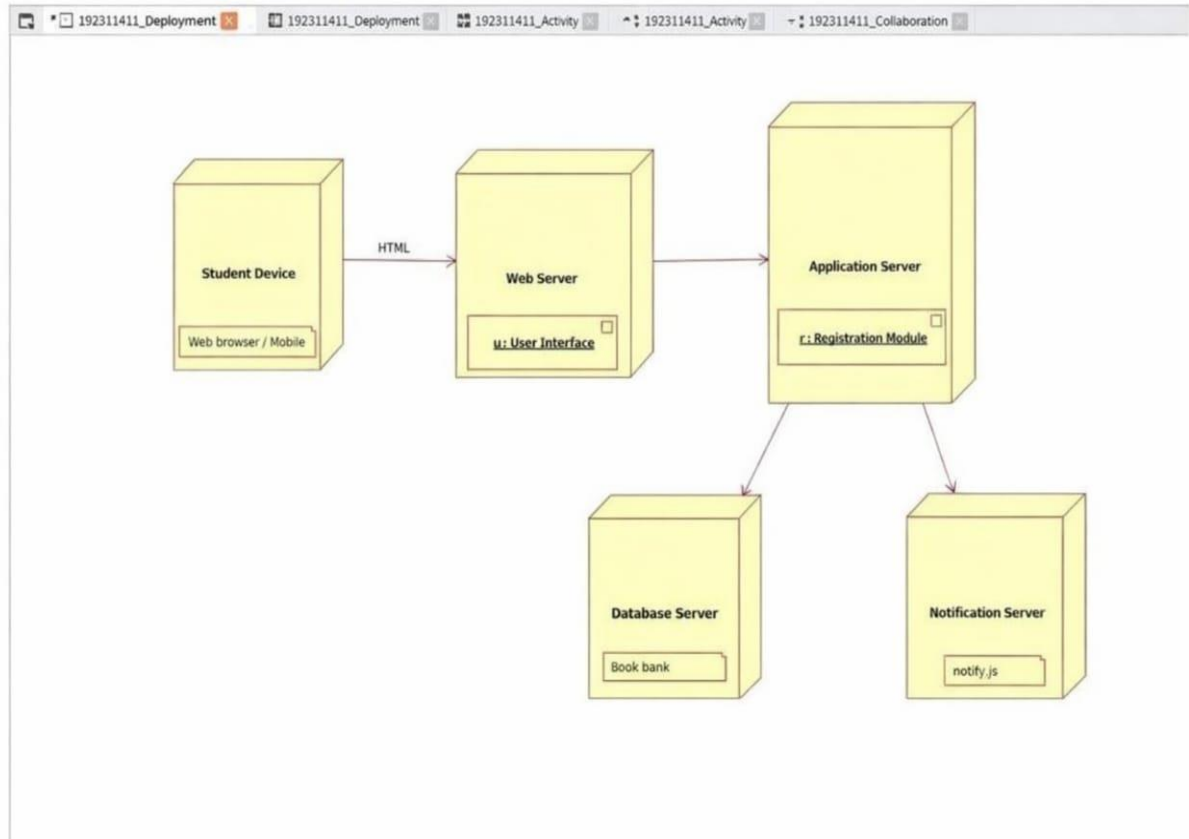 192311411_Deployment
192311411_Deployment
192311411_Activity
192311411_Activity
192311411_Collaboration
Student Device
Web browser / Mobile
HTML
Web Server
u : User Interface
Application Server
r : Registration Module
Database Server
Book bank
Notification Server
notify.js